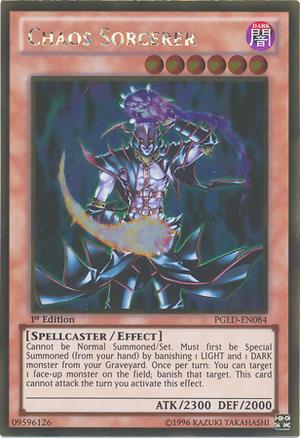 Chaos Sorcerer
DARK
闇
1st Edition
PGLD-EN084
[Spellcaster / Effect]
Cannot be Normal Summoned/Set. Must first be Special
Summoned (from your hand) by banishing 1 LIGHT and 1 DARK
monster from your Graveyard. Once per turn: You can target
1 face-up monster on the field; banish that target. This card
cannot attack the turn you activate this effect.
ATK/2300 DEF/2000
09596126
©1996 KAZUKI TAKAHASHI